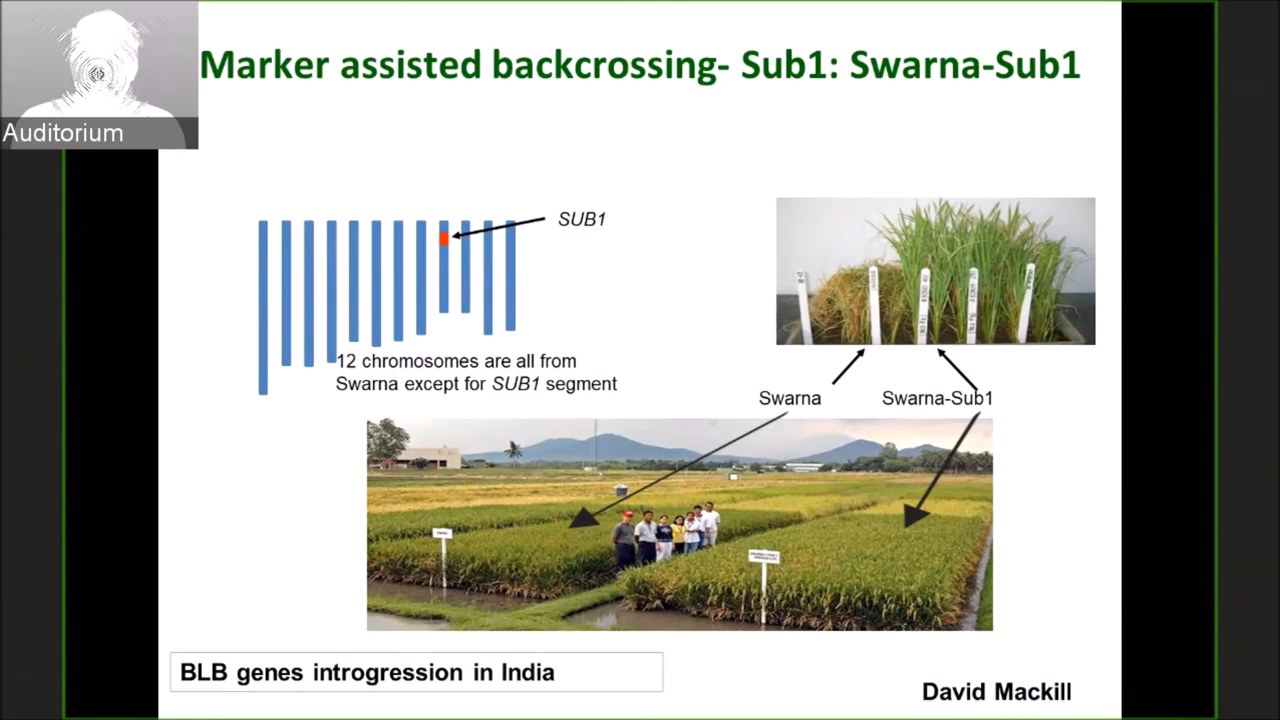 Marker assisted backcrossing- Sub1: Swarna-Sub1
Auditorium
SUB1
12 chromosomes are all from
Swarna except for SUB1 segment
Swarna
Swarna-Sub1
BLB genes introgression in India
David Mackill